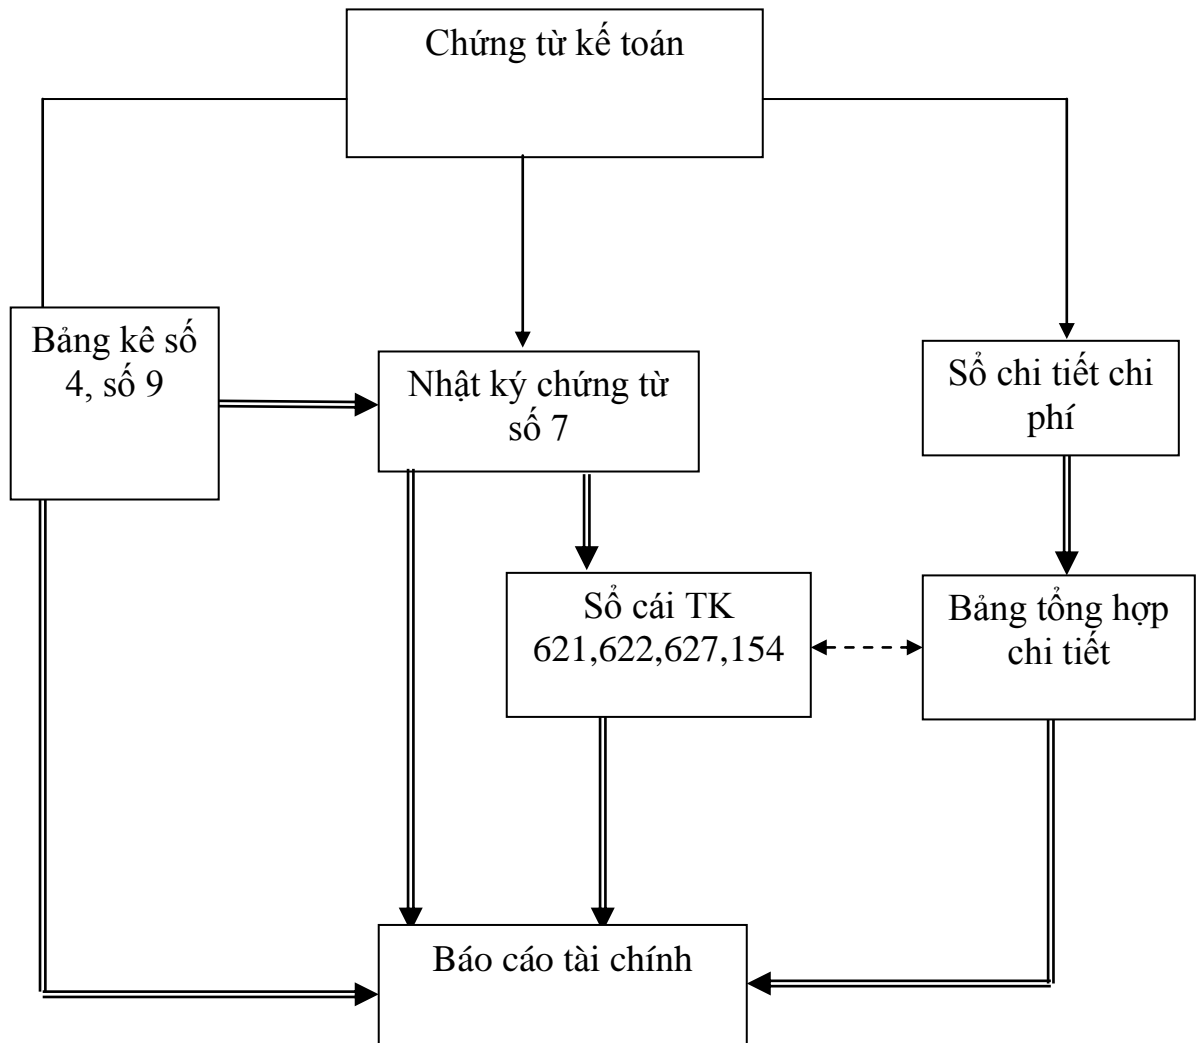 Chứng từ kế toán
Bảng kê số
4, số 9
Nhật ký chứng từ
số 7
Sổ chi tiết chi
phí
Sổ cái TK
621,622,627,154
Bảng tổng hợp
chi tiết
Báo cáo tài chính